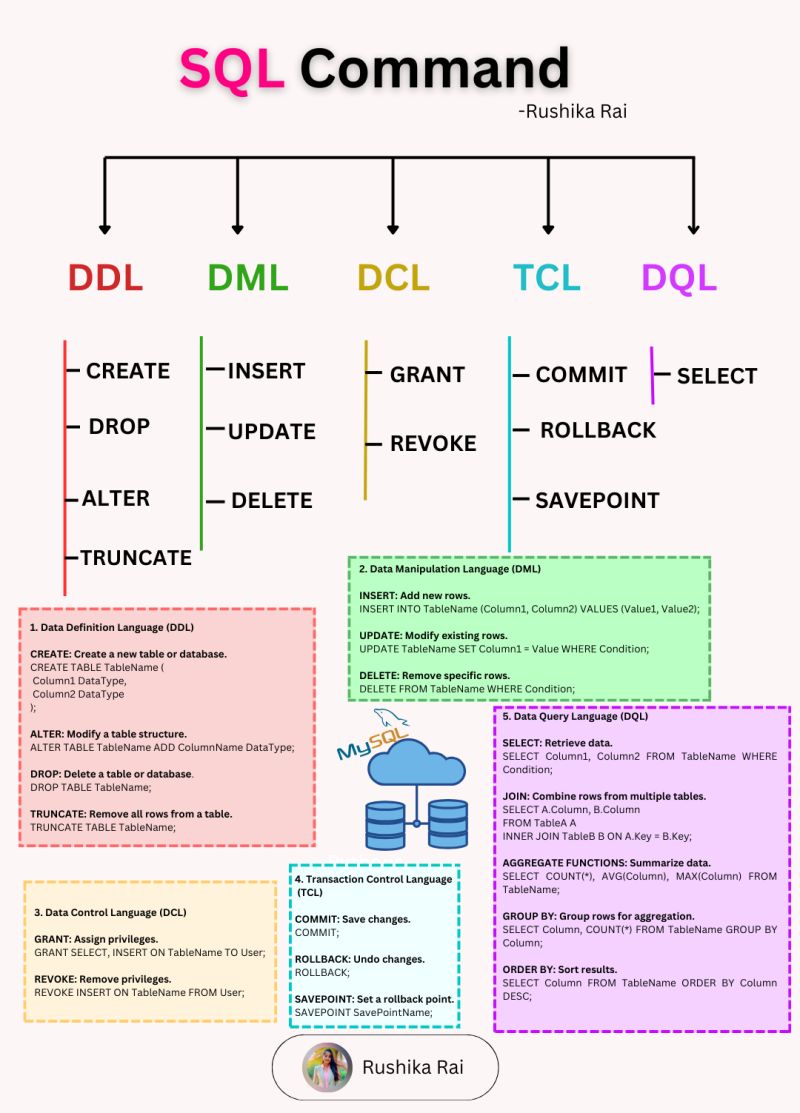 SQL Command
-Rushika Rai
DDL
DML
DCL
TCL
DQL
CREATE
DROP
ALTER
TRUNCATE
INSERT
UPDATE
DELETE
GRANT
REVOKE
COMMIT
ROLLBACK
SAVEPOINT
SELECT
1. Data Definition Language (DDL)
CREATE: Create a new table or database.
CREATE TABLE TableName (
Column1 DataType,
Column2 DataType
);
ALTER: Modify a table structure.
ALTER TABLE TableName ADD ColumnName DataType;
DROP: Delete a table or database.
DROP TABLE TableName;
TRUNCATE: Remove all rows from a table.
TRUNCATE TABLE TableName;
2. Data Manipulation Language (DML)
INSERT: Add new rows.
INSERT INTO TableName (Column1, Column2) VALUES (Value1, Value2);
UPDATE: Modify existing rows.
UPDATE TableName SET Column1 = Value WHERE Condition;
DELETE: Remove specific rows.
DELETE FROM TableName WHERE Condition;
MySQL
3. Data Control Language (DCL)
GRANT: Assign privileges.
GRANT SELECT, INSERT ON TableName TO User;
REVOKE: Remove privileges.
REVOKE INSERT ON TableName FROM User;
4. Transaction Control Language
(TCL)
COMMIT: Save changes.
COMMIT;
ROLLBACK: Undo changes.
ROLLBACK;
SAVEPOINT: Set a rollback point.
SAVEPOINT SavePointName;
5. Data Query Language (DQL)
SELECT: Retrieve data.
SELECT Column1, Column2 FROM TableName WHERE
Condition;
JOIN: Combine rows from multiple tables.
SELECT A.Column, B.Column
FROM TableA A
INNER JOIN TableB B ON A.Key = B.Key;
AGGREGATE FUNCTIONS: Summarize data.
SELECT COUNT(*), AVG(Column), MAX(Column) FROM
TableName;
GROUP BY: Group rows for aggregation.
SELECT Column, COUNT(*) FROM TableName GROUP BY
Column;
ORDER BY: Sort results.
SELECT Column FROM TableName ORDER BY Column
DESC;
Rushika Rai